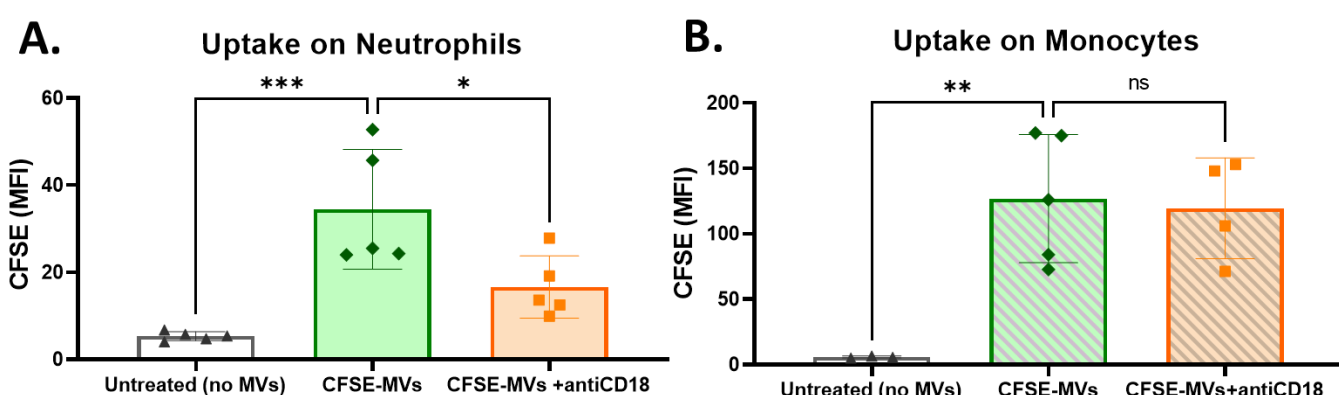 A.
Uptake on Neutrophils
***
*
60
40
20
0
CFSE (MFI)
Untreated (no MVs)
CFSE-MVs
CFSE-MVs +antiCD18
B.
Uptake on Monocytes
**
ns
200
150
100
50
0
CFSE (MFI)
Untreated (no MVs)
CFSE-MVs
CFSE-MVs+antiCD18